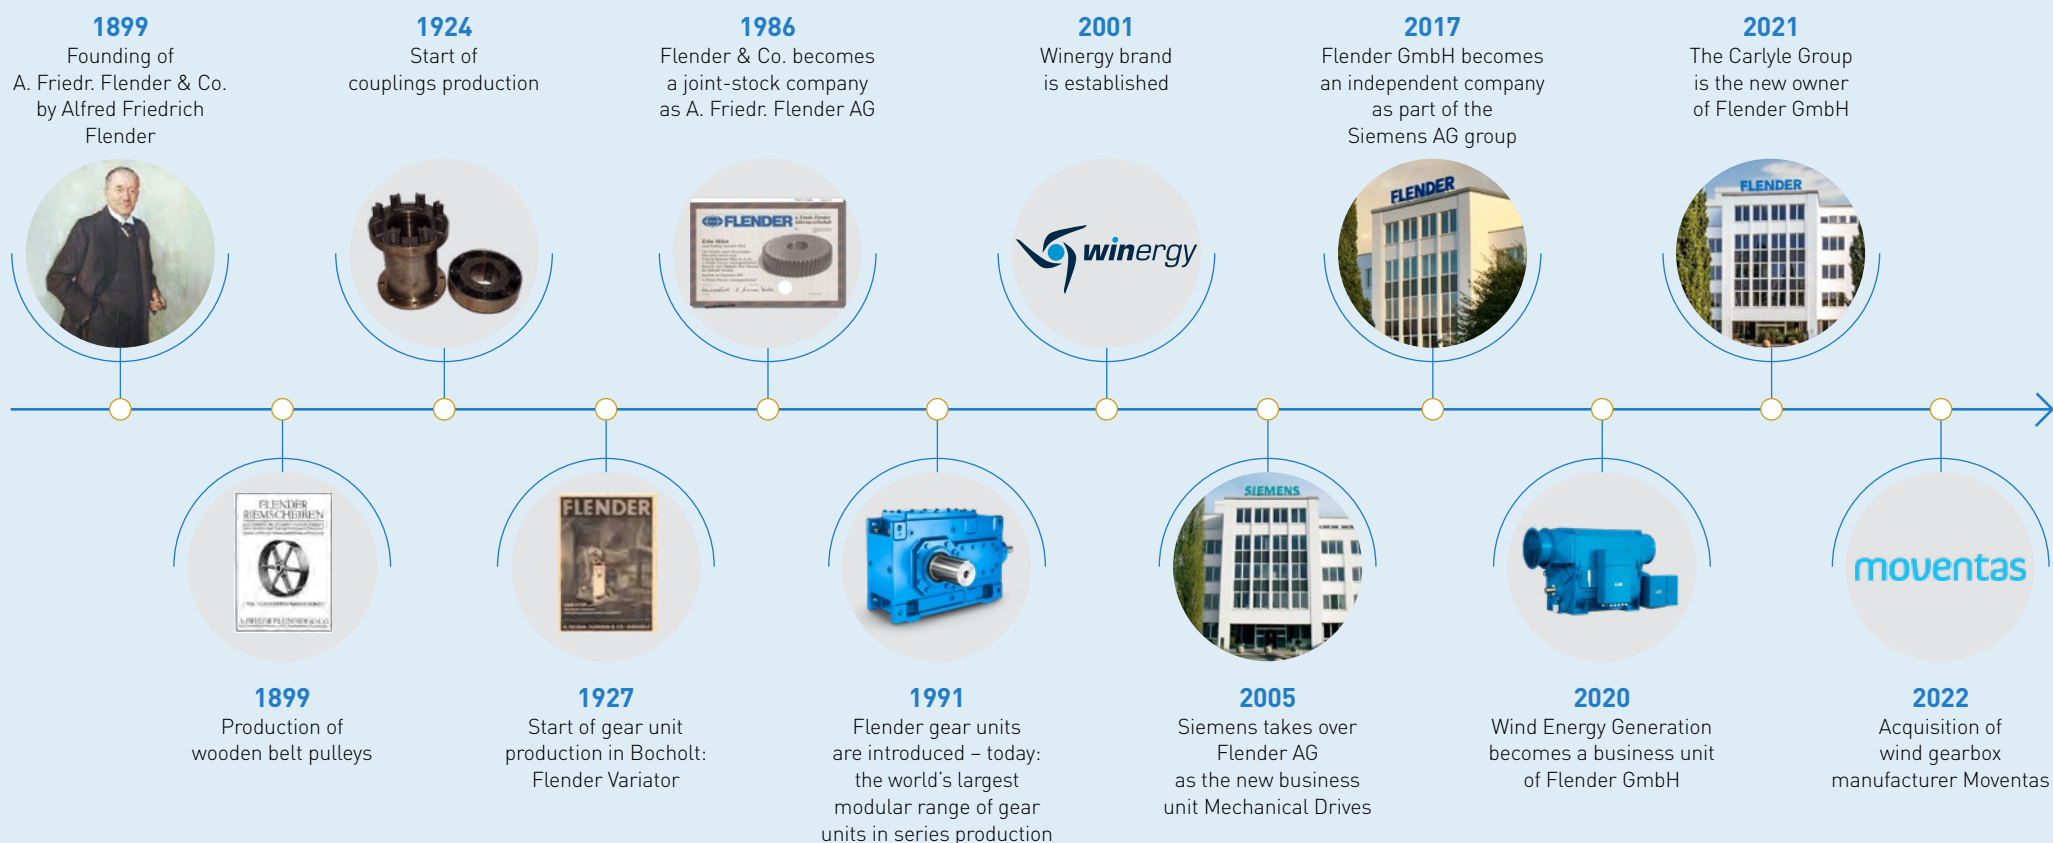 1899
Founding of
A. Friedr. Flender & Co.
by Alfred Friedrich
Flender
1899
Production of
wooden belt pulleys
FLENDER
RIEMSCHEIBEN
1924
Start of
couplings production
1927
Start of gear unit
production in Bocholt:
Flender Variator
FLENDER
1986
Flender & Co. becomes
a joint-stock company
as A. Friedr. Flender AG
FLENDER
1991
Flender gear units
are introduced – today:
the world’s largest
modular range of gear
units in series production
2001
Winergy brand
is established
winergy
2005
Siemens takes over
Flender AG
as the new business
unit Mechanical Drives
SIEMENS
2017
Flender GmbH becomes
an independent company
as part of the
Siemens AG group
FLENDER
2020
Wind Energy Generation
becomes a business unit
of Flender GmbH
2021
The Carlyle Group
is the new owner
of Flender GmbH
FLENDER
2022
Acquisition of
wind gearbox
manufacturer Moventas
moventas